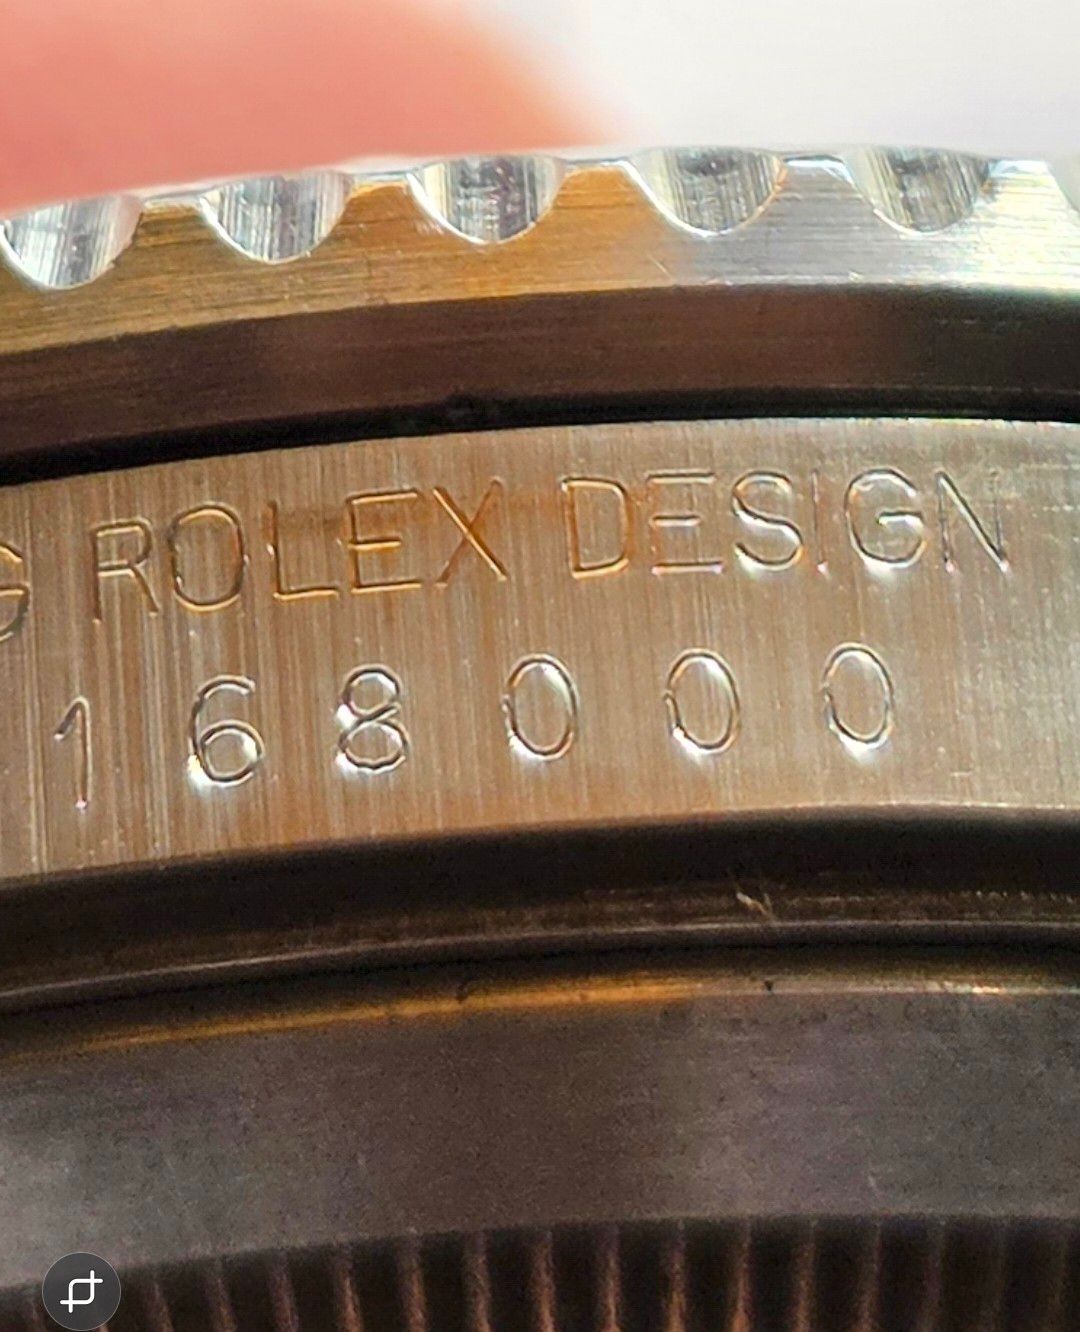 G ROLEX DESIGN
168000